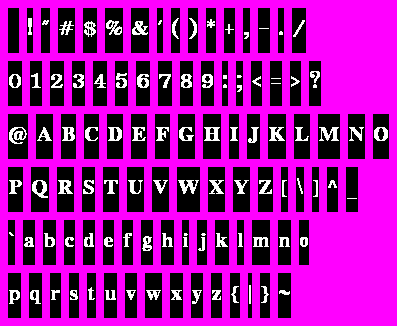 ! " # $ % & ' ( ) * + , - . /
0 1 2 3 4 5 6 7 8 9 : ; < = > ?
@ A B C D E F G H I J K L M N O
P Q R S T U V W X Y Z [ \ ] ^ _
` a b c d e f g h i j k l m n o
p q r s t u v w x y z { | } ~